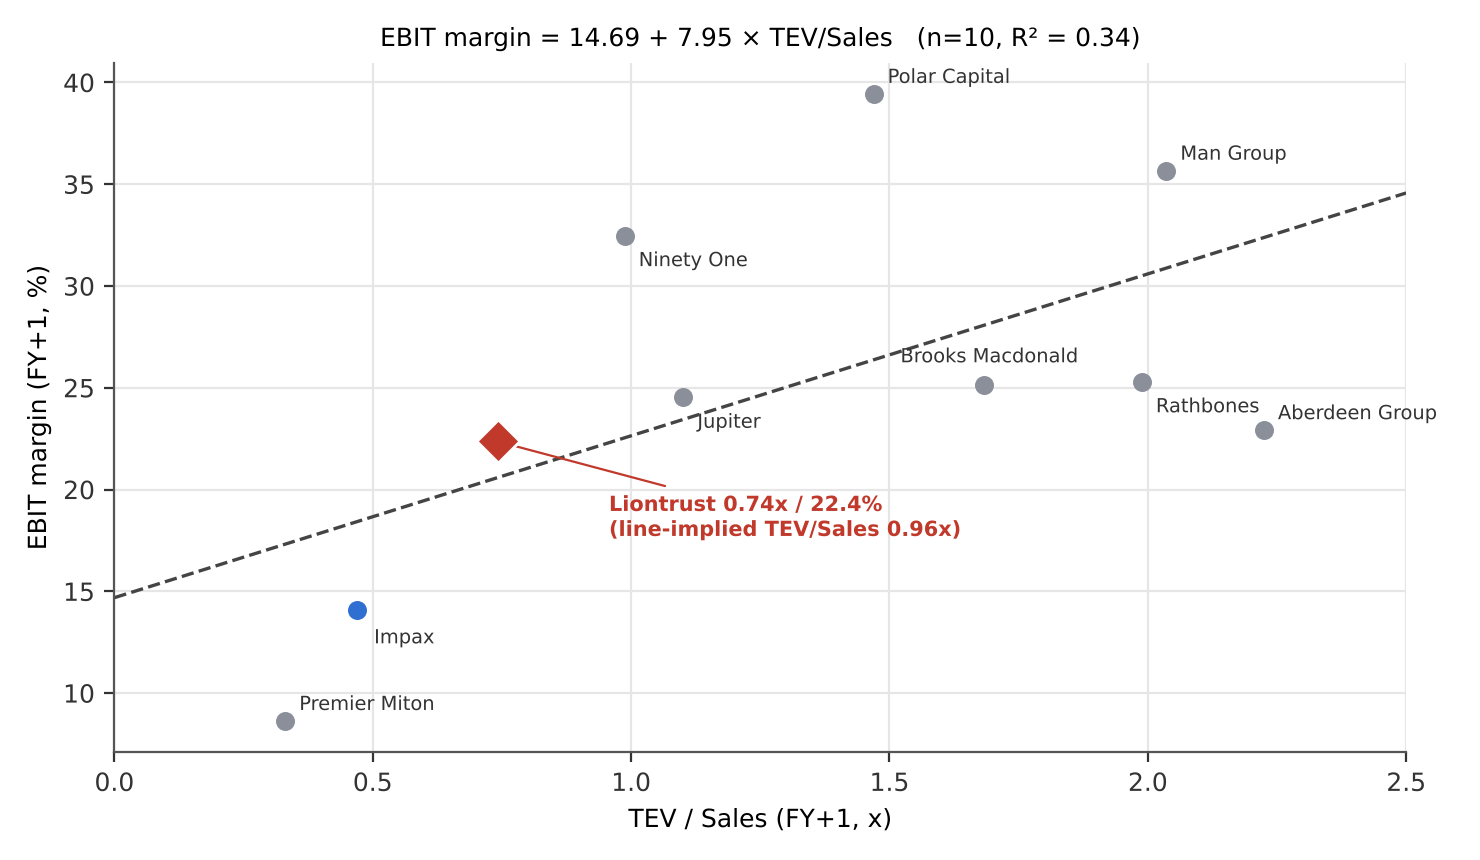 EBIT margin = 14.69 + 7.95 × TEV/Sales (n=10, R² = 0.34)
EBIT margin (FY+1, %)
40
35
30
25
20
15
10
Polar Capital
Man Group
Ninety One
Brooks Macdonald
Rathbones
Aberdeen Group
Jupiter
Liontrust 0.74x / 22.4%
(line-implied TEV/Sales 0.96x)
Impax
Premier Miton
0.0
0.5
1.0
1.5
2.0
2.5
TEV / Sales (FY+1, x)